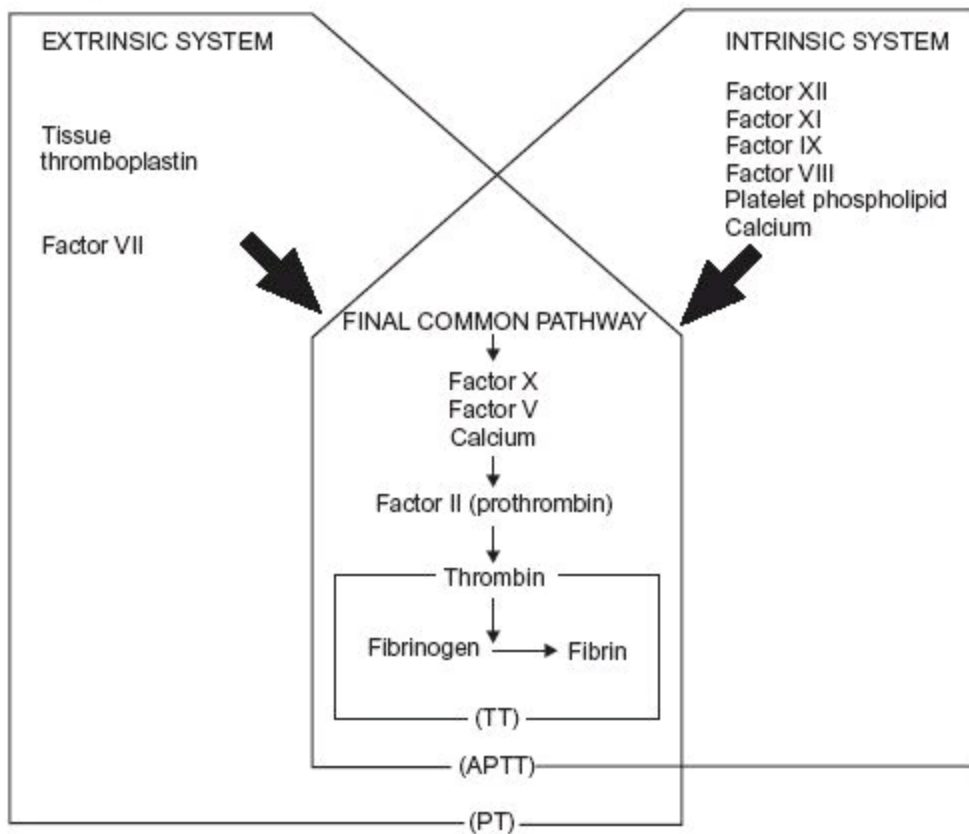 EXTRINSIC SYSTEM
Tissue
thromboplastin
Factor VII
INTRINSIC SYSTEM
Factor XII
Factor XI
Factor IX
Factor VIII
Platelet phospholipid
Calcium
FINAL COMMON PATHWAY
Factor X
Factor V
Calcium
Factor II (prothrombin)
Thrombin
Fibrinogen
Fibrin
(TT)
(APTT)
(PT)